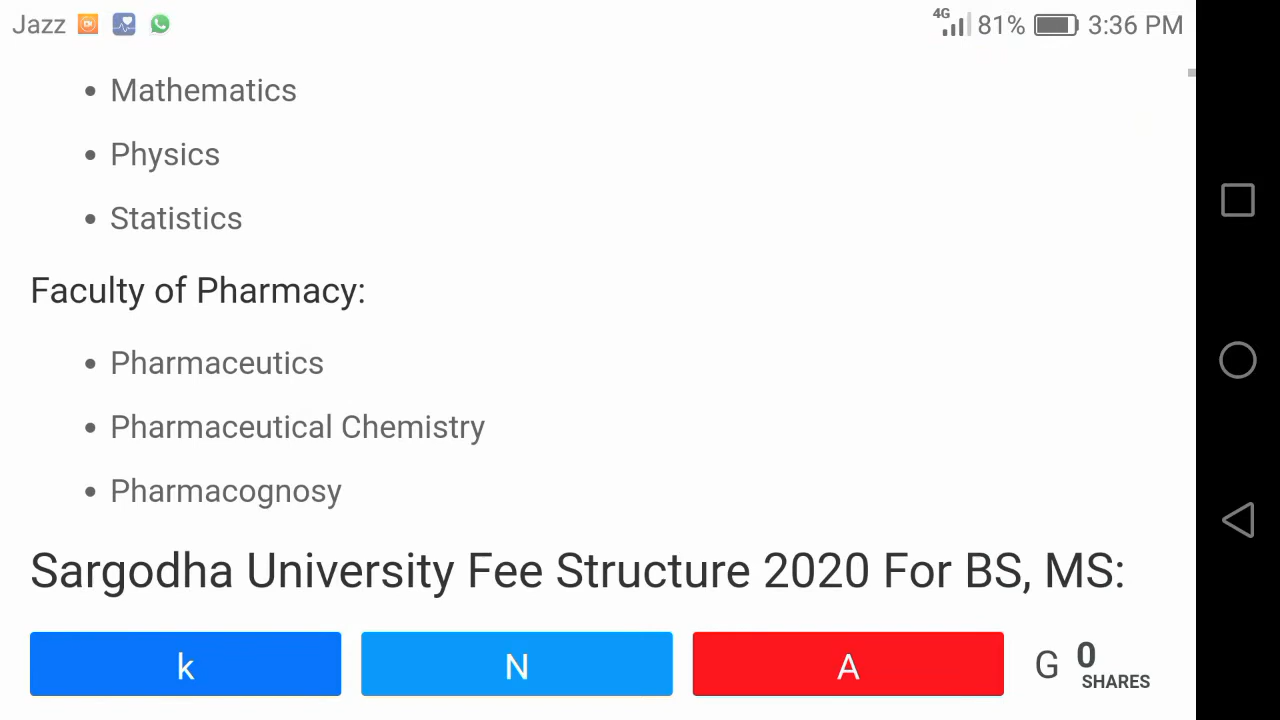 Jazz 4G 81% 3:36 PM
• Mathematics
• Physics
• Statistics
Faculty of Pharmacy:
• Pharmaceutics
• Pharmaceutical Chemistry
• Pharmacognosy
Sargodha University Fee Structure 2020 For BS, MS:
k N A G 0
SHARES